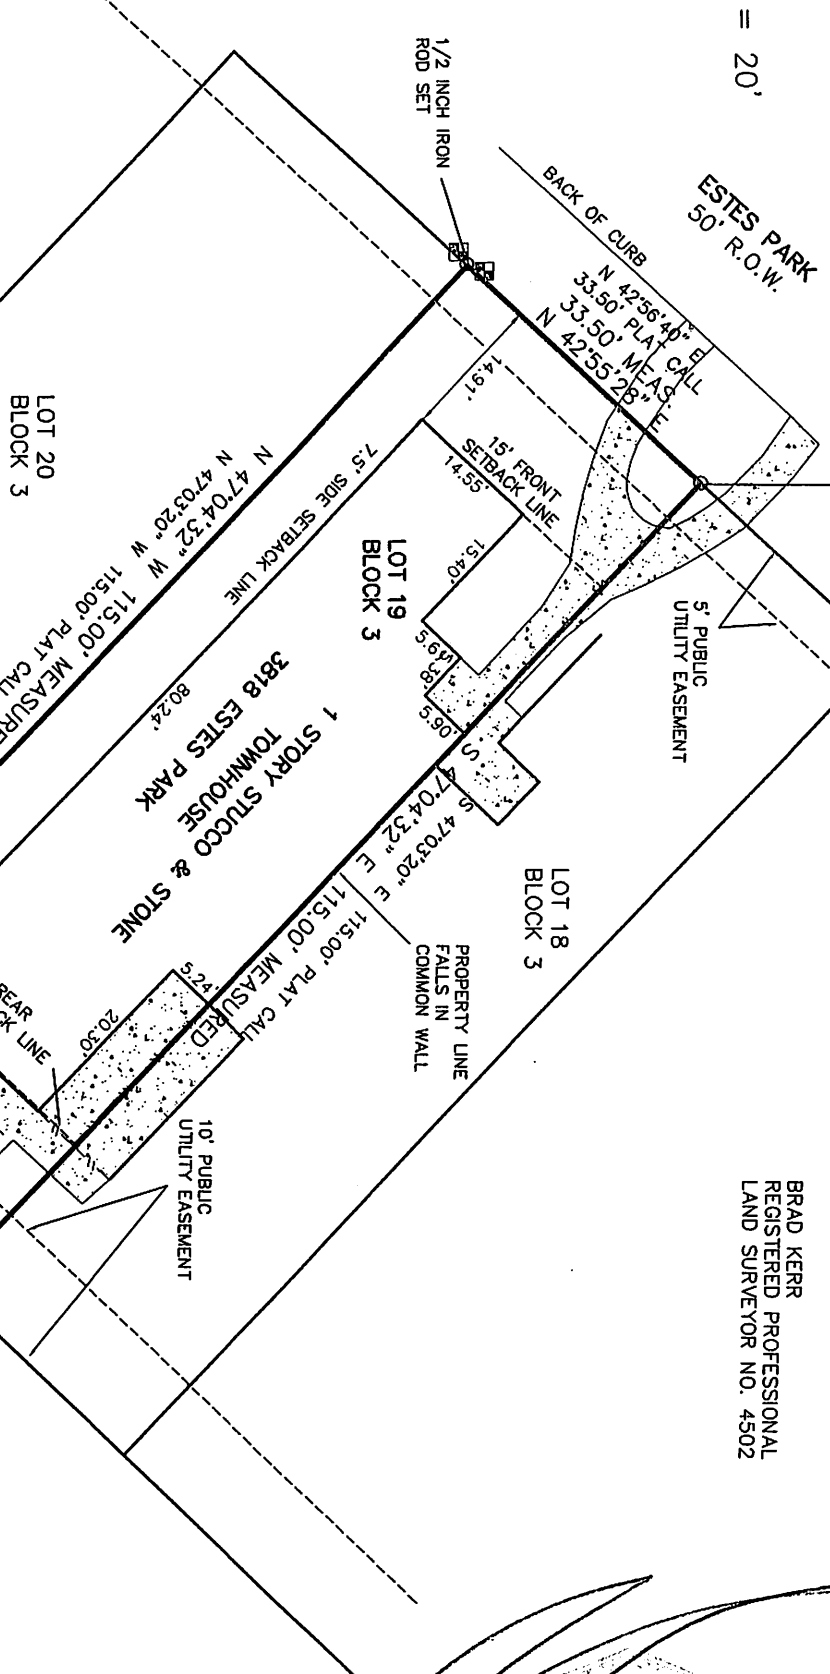 = 20'
ESTES PARK
50' R.O.W.
1/2 INCH IRON
ROD SET
BACK OF CURB
N 42°56'40" E
33.50' PLAT CALL
33.50' MEAS.
N 42°55'28" E
14.91'
15' FRONT
SETBACK LINE
14.55'
15.40'
7.5' SIDE SETBACK LINE
LOT 19
BLOCK 3
5' PUBLIC
UTILITY EASEMENT
5.90'
80.24'
3818 ESTES PARK
1 STORY STUCCO & STONE
TOWNHOUSE
LOT 20
BLOCK 3
N 47°04'32" W 115.00' MEASURE
N 47°03'20" W 115.00' PLAT CALL
S 47°03'20" E 115.00' PLAT CALL
S 47°04'32" E 115.00' MEASURED
LOT 18
BLOCK 3
PROPERTY LINE
FALLS IN
COMMON WALL
5.24'
20.30'
REAR
CK LINE
10' PUBLIC
UTILITY EASEMENT
BRAD KERR
REGISTERED PROFESSIONAL
LAND SURVEYOR NO. 4502